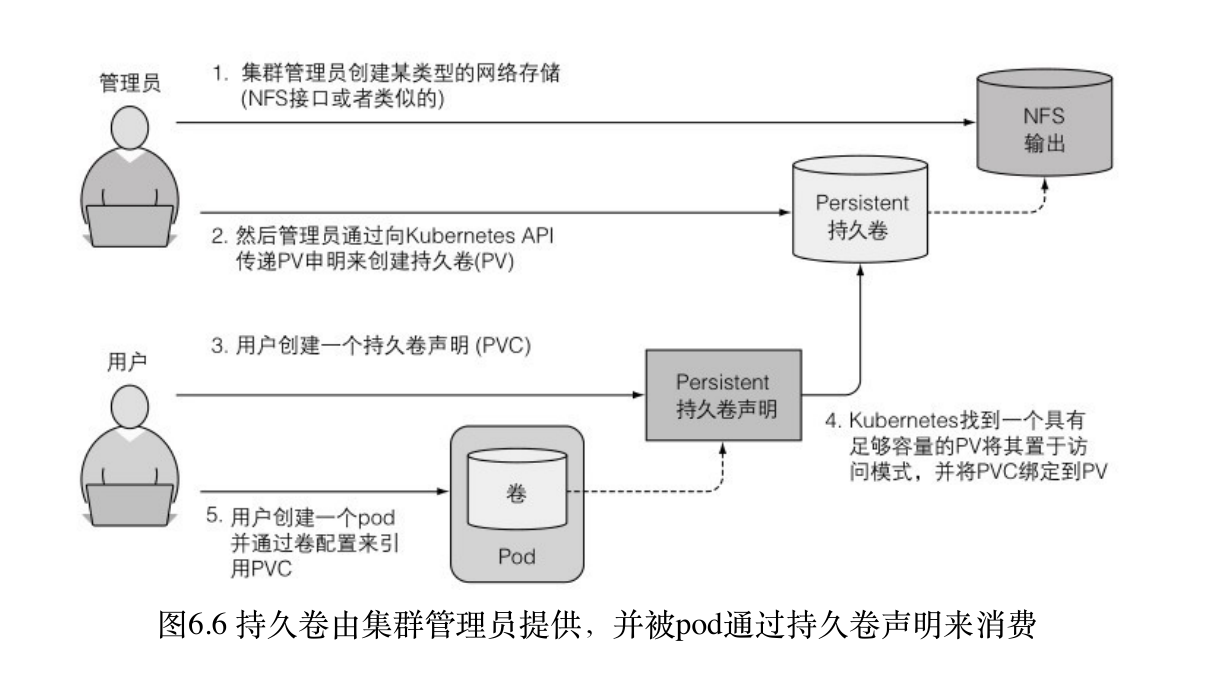 管理员
1. 集群管理员创建某类型的网络存储
(NFS接口或者类似的)
NFS
输出
Persistent
持久卷
2. 然后管理员通过向Kubernetes API
传递PV申明来创建持久卷(PV)
3. 用户创建一个持久卷声明 (PVC)
用户
Persistent
持久卷声明
4. Kubernetes找到一个具有
足够容量的PV将其置于访
问模式，并将PVC绑定到PV
卷
Pod
5. 用户创建一个pod
并通过卷配置来引
用PVC
图6.6 持久卷由集群管理员提供，并被pod通过持久卷声明来消费